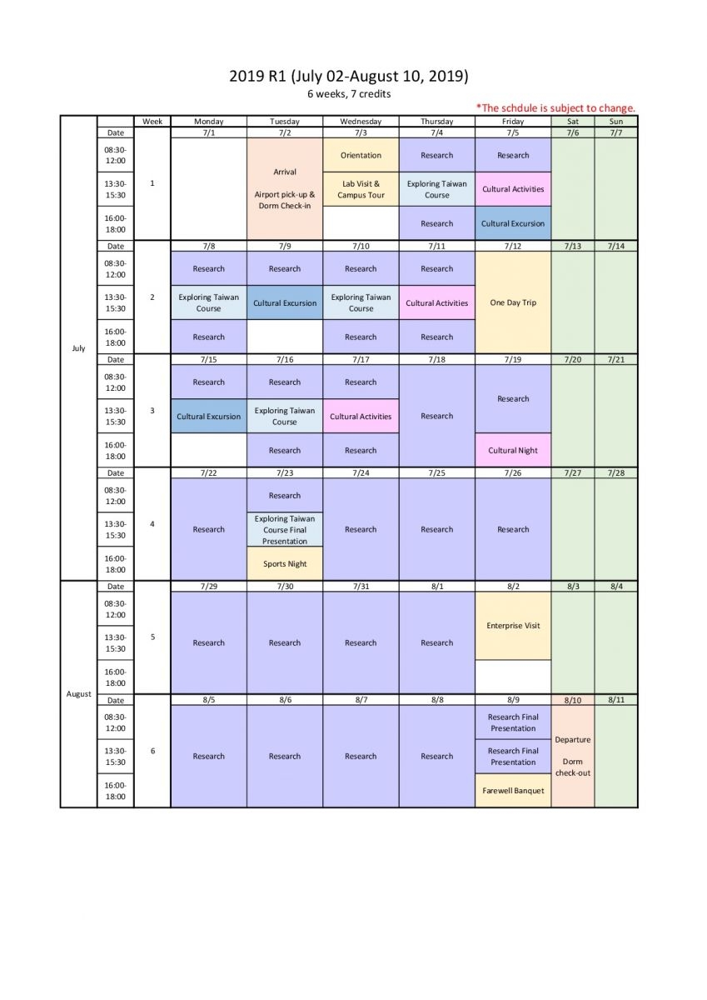 2019 R1 (July 02-August 10, 2019)
6 weeks, 7 credits
*The schdule is subject to change.
Week Monday Tuesday Wednesday Thursday Friday Sat Sun
July
Date 7/1 7/2 7/3 7/4 7/5 7/6 7/7
1
08:30-
12:00
Arrival
Airport pick-up &
Dorm Check-in
Orientation
Research
Research
13:30-
15:30
Lab Visit &
Campus Tour
Exploring Taiwan
Course
Cultural Activities
16:00-
18:00
Research
Cultural Excursion
Date 7/8 7/9 7/10 7/11 7/12 7/13 7/14
2
08:30-
12:00
Research
Research
Research
Research
One Day Trip
13:30-
15:30
Exploring Taiwan
Course
Cultural Excursion
Exploring Taiwan
Course
Cultural Activities
16:00-
18:00
Research
Research
Research
Date 7/15 7/16 7/17 7/18 7/19 7/20 7/21
3
08:30-
12:00
Research
Research
Research
Research
Research
13:30-
15:30
Cultural Excursion
Exploring Taiwan
Course
Cultural Activities
16:00-
18:00
Research
Research
Cultural Night
Date 7/22 7/23 7/24 7/25 7/26 7/27 7/28
4
08:30-
12:00
Research
Research
Research
Research
Research
13:30-
15:30
Exploring Taiwan
Course Final
Presentation
16:00-
18:00
Sports Night
August
Date 7/29 7/30 7/31 8/1 8/2 8/3 8/4
5
08:30-
12:00
Research
Research
Research
Research
Enterprise Visit
13:30-
15:30
16:00-
18:00
Date 8/5 8/6 8/7 8/8 8/9 8/10 8/11
6
08:30-
12:00
Research
Research
Research
Research
Research Final
Presentation
Departure
Dorm
check-out
13:30-
15:30
Research Final
Presentation
16:00-
18:00
Farewell Banquet